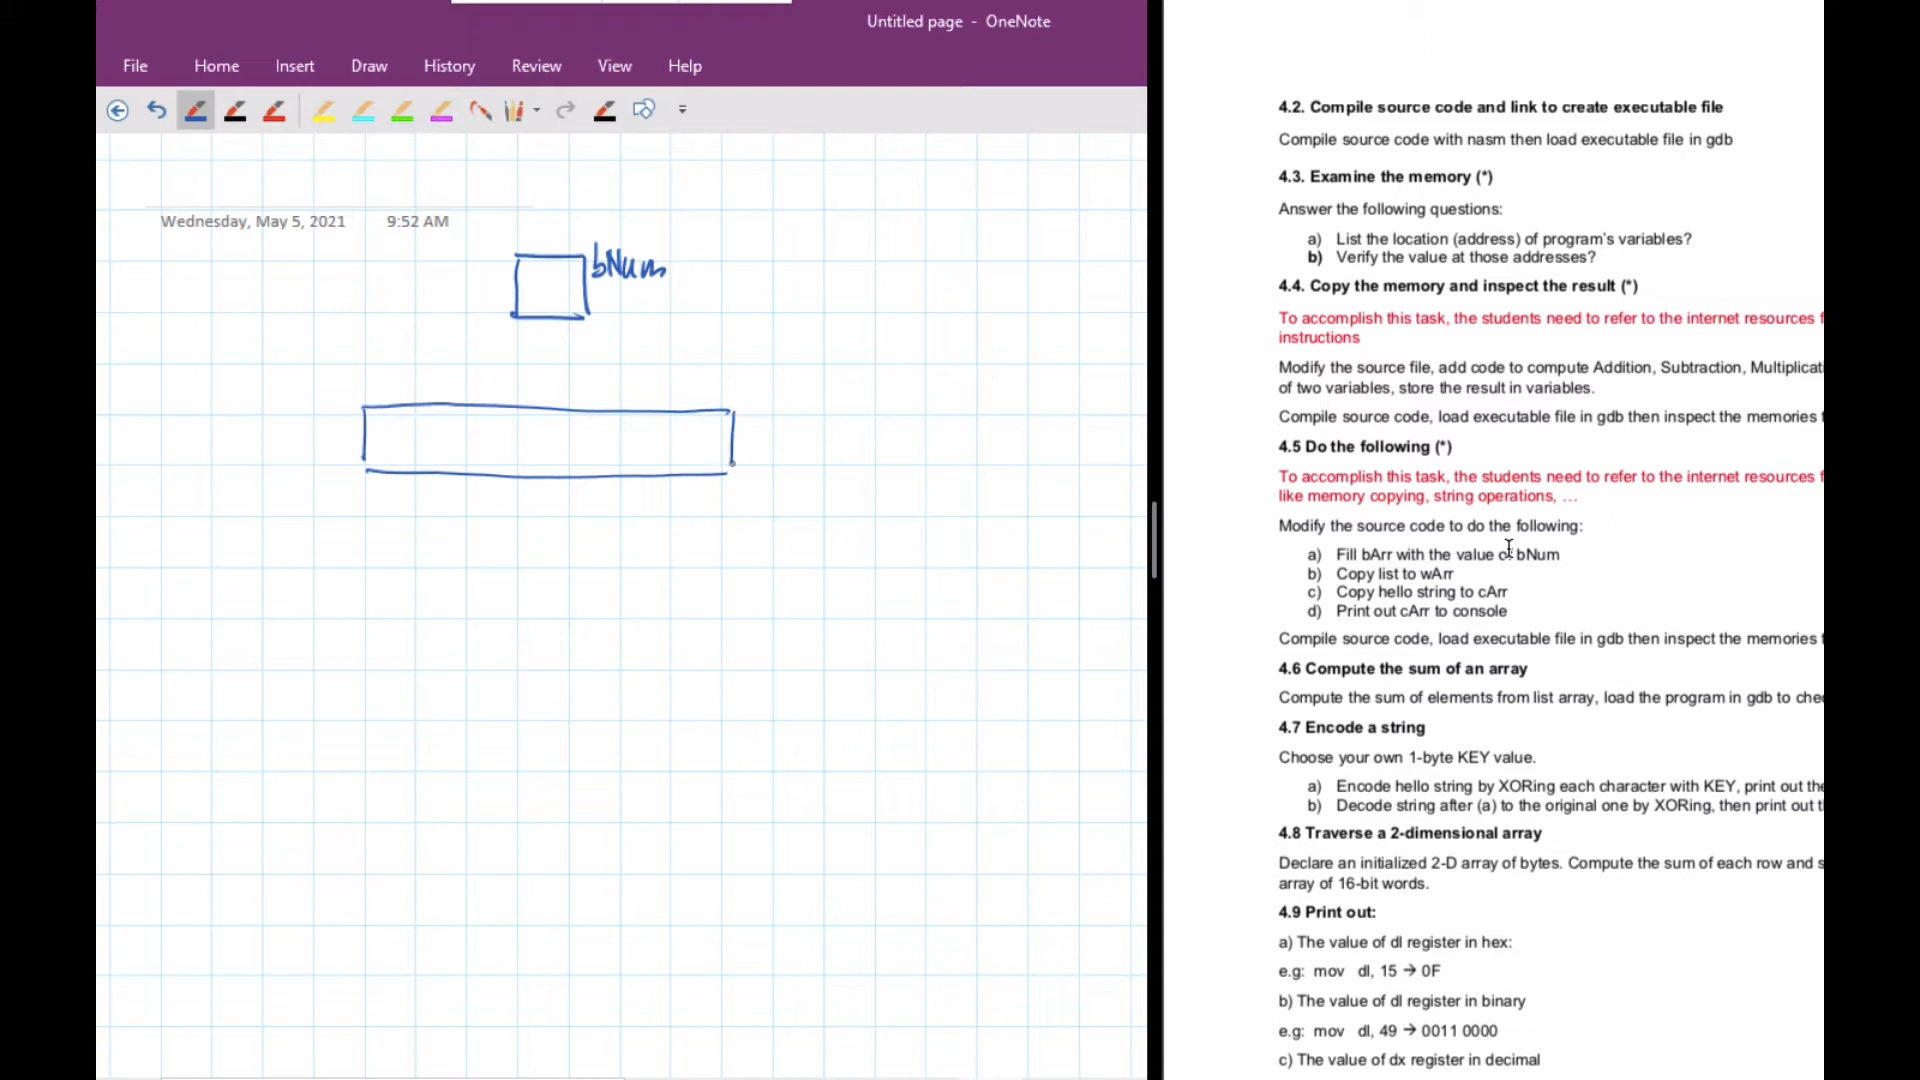 Untitled page - OneNote
File Home Insert Draw History Review View Help
Wednesday, May 5, 2021 9:52 AM
bNum
4.2. Compile source code and link to create executable file
Compile source code with nasm then load executable file in gdb
4.3. Examine the memory (*)
Answer the following questions:
a) List the location (address) of program's variables?
b) Verify the value at those addresses?
4.4. Copy the memory and inspect the result (*)
To accomplish this task, the students need to refer to the internet resources
instructions
Modify the source file, add code to compute Addition, Subtraction, Multiplicati
of two variables, store the result in variables.
Compile source code, load executable file in gdb then inspect the memories
4.5 Do the following (*)
To accomplish this task, the students need to refer to the internet resources
like memory copying, string operations, …
Modify the source code to do the following:
a) Fill bArr with the value of bNum
b) Copy list to wArr
c) Copy hello string to cArr
d) Print out cArr to console
Compile source code, load executable file in gdb then inspect the memories
4.6 Compute the sum of an array
Compute the sum of elements from list array, load the program in gdb to che
4.7 Encode a string
Choose your own 1-byte KEY value.
a) Encode hello string by XORing each character with KEY, print out the
b) Decode string after (a) to the original one by XORing, then print out t
4.8 Traverse a 2-dimensional array
Declare an initialized 2-D array of bytes. Compute the sum of each row and s
array of 16-bit words.
4.9 Print out:
a) The value of dl register in hex:
e.g: mov dl, 15 → 0F
b) The value of dl register in binary
e.g: mov dl, 49 → 0011 0000
c) The value of dx register in decimal